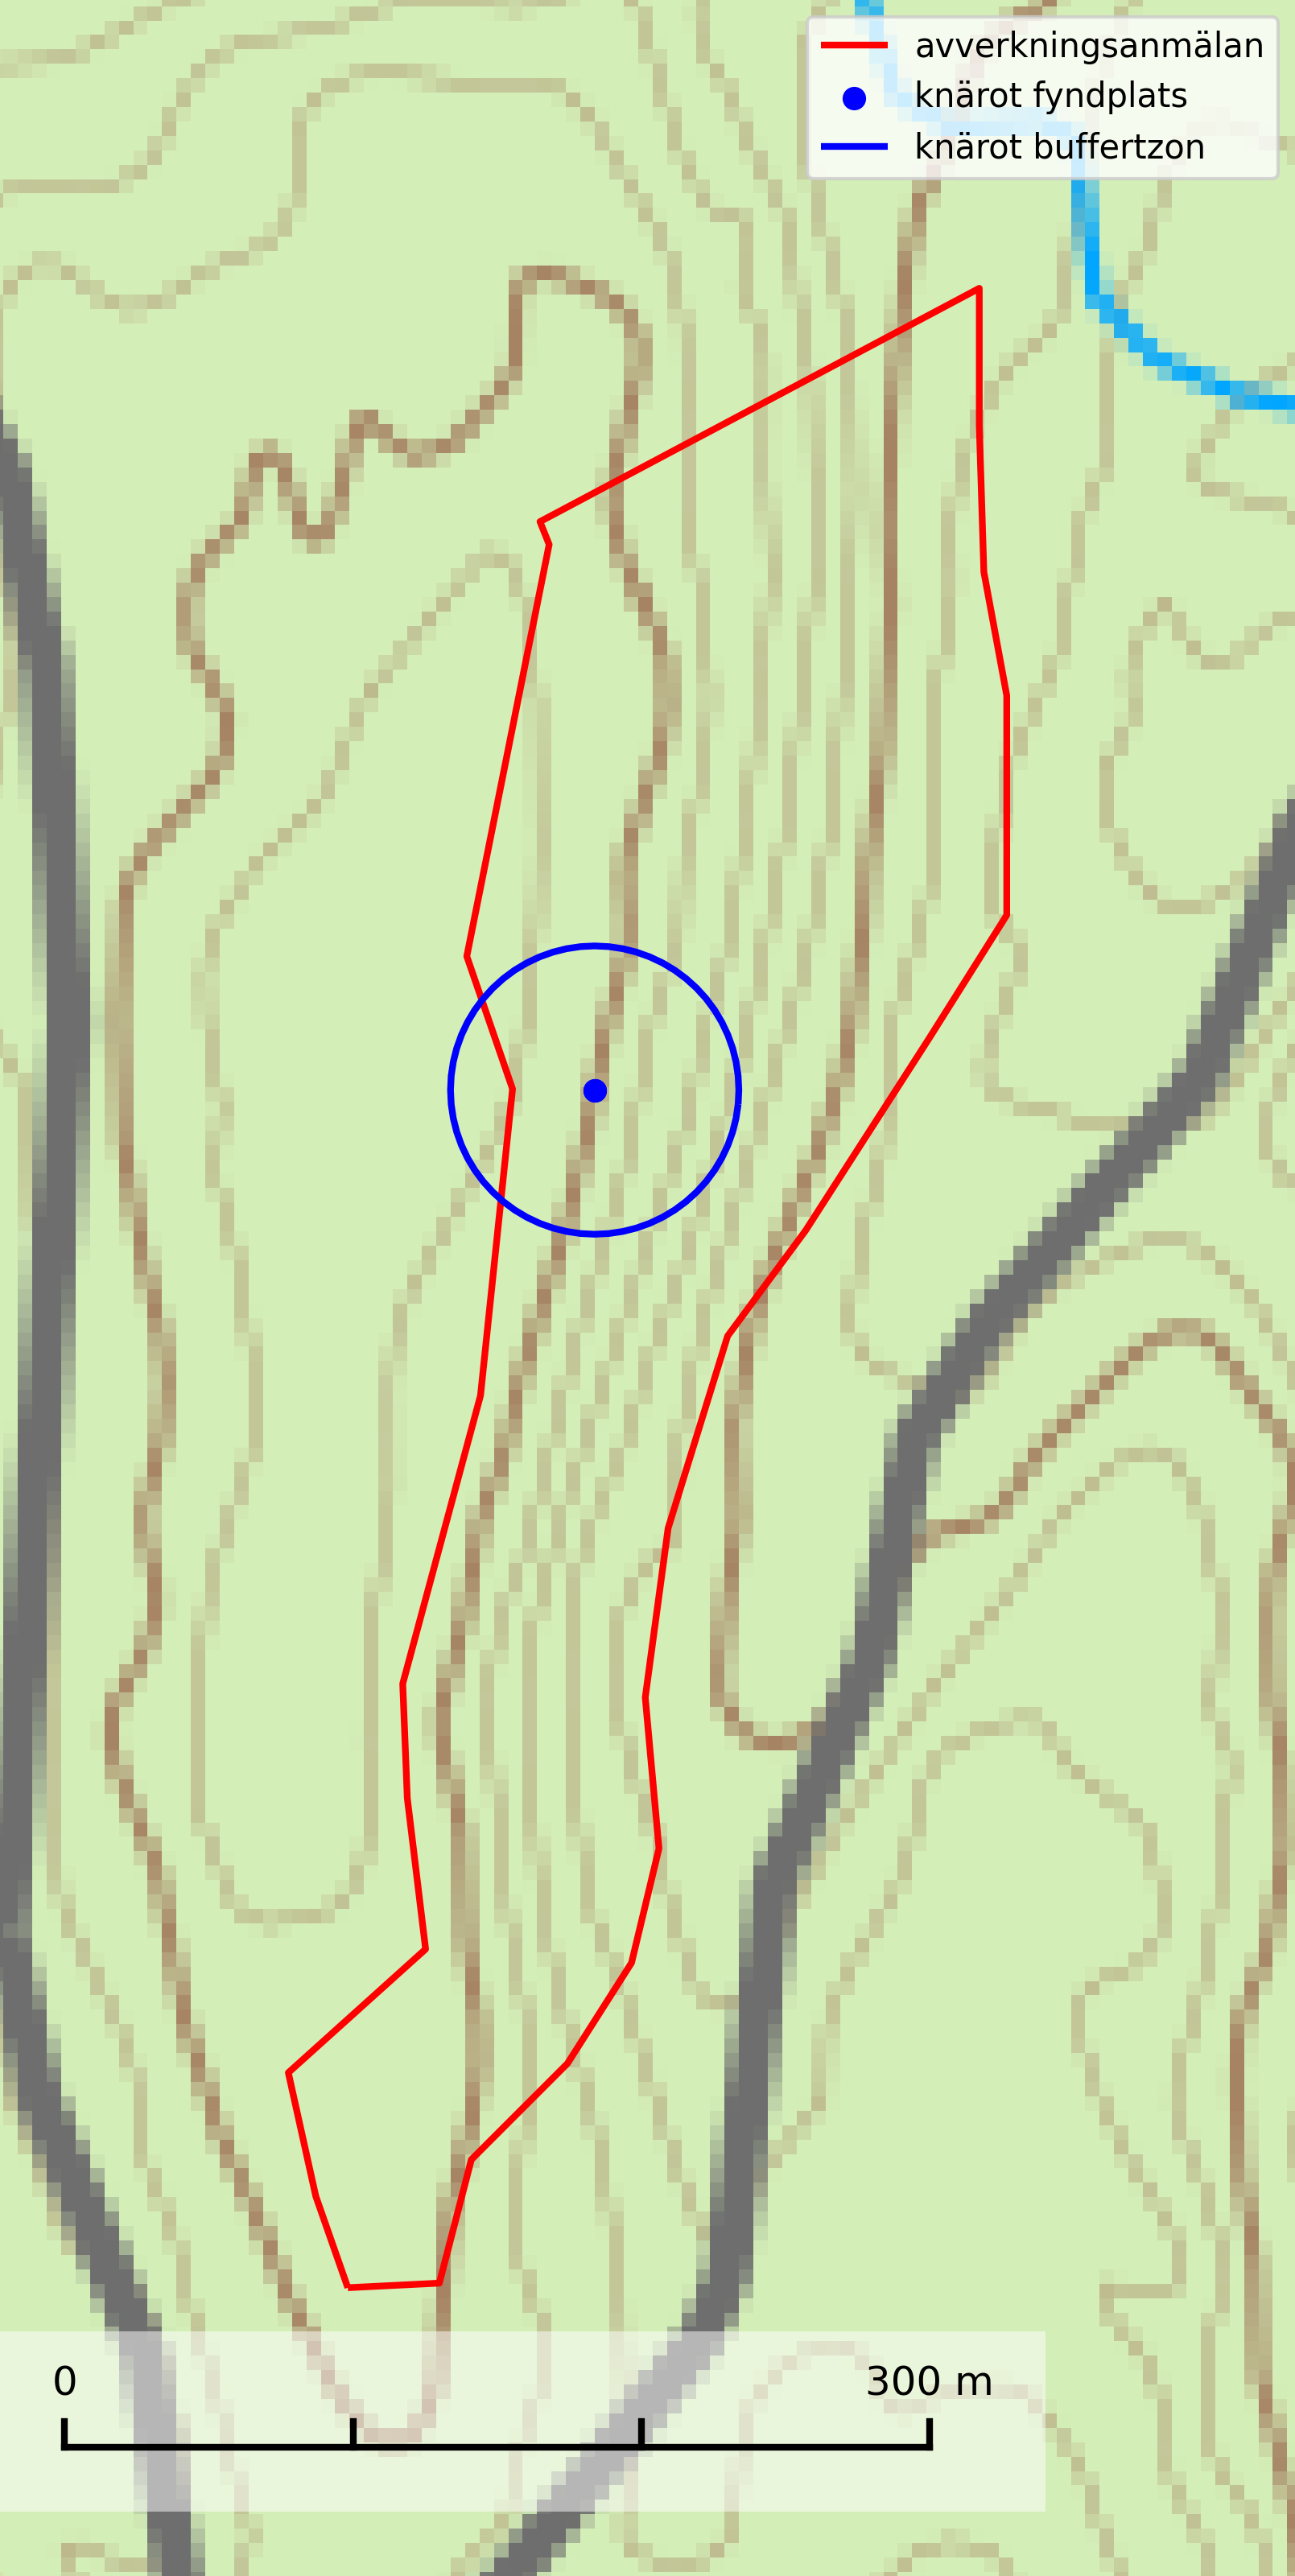 avverkningsanmälan
knärot fyndplats
knärot buffertzon
0 300 m